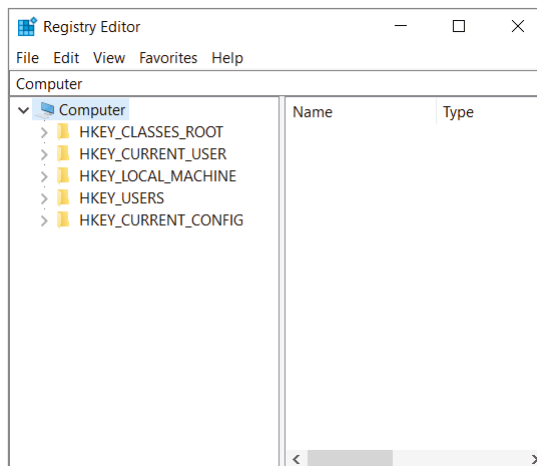 Registry Editor
File Edit View Favorites Help
Computer
Computer
HKEY_CLASSES_ROOT
HKEY_CURRENT_USER
HKEY_LOCAL_MACHINE
HKEY_USERS
HKEY_CURRENT_CONFIG
Name Type